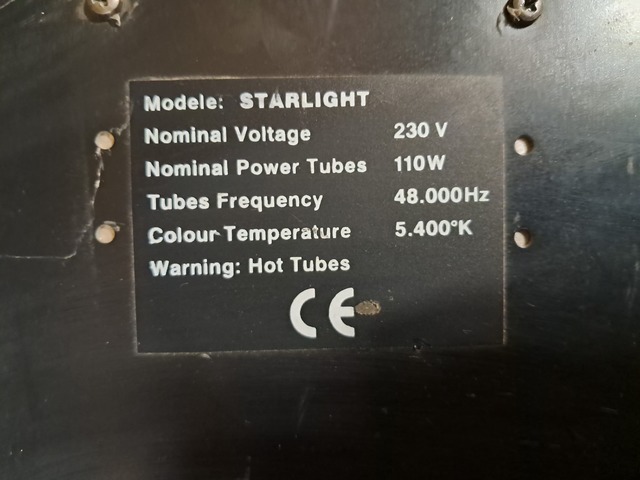 Modele: STARLIGHT
Nominal Voltage 230 V
Nominal Power Tubes 110W
Tubes Frequency 48.000Hz
Colour Temperature 5.400°K
Warning: Hot Tubes
CE